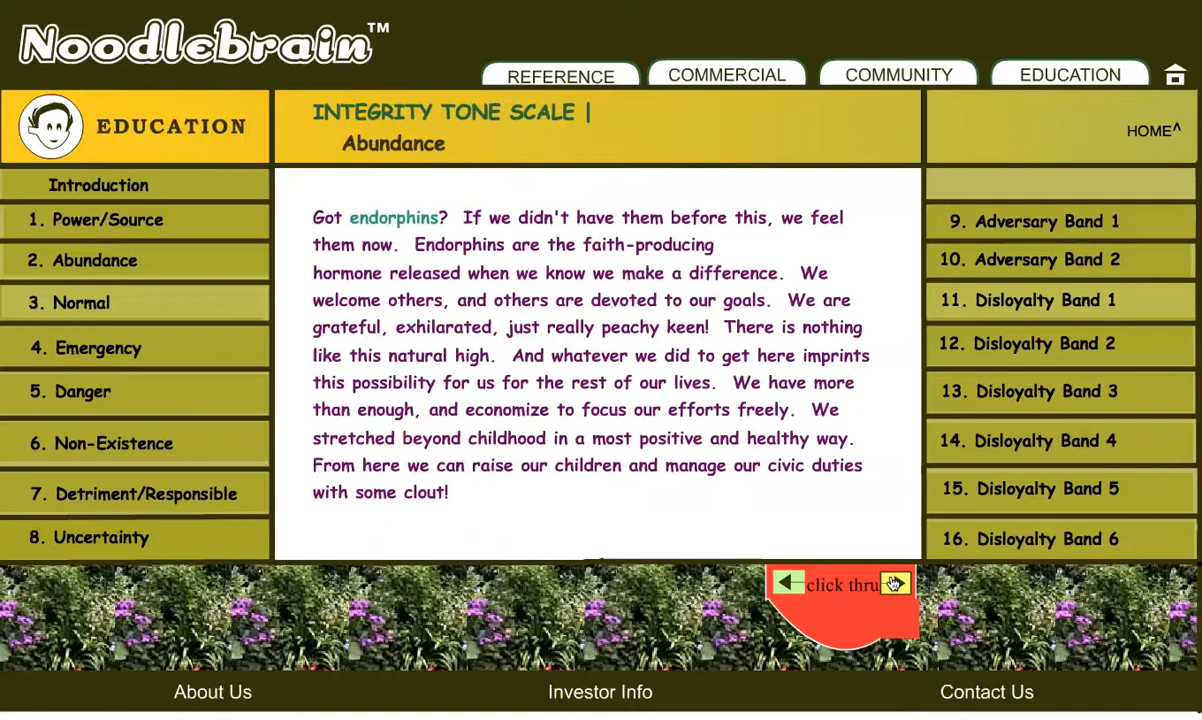 Noodlebrain™
REFERENCE
COMMERCIAL
COMMUNITY
EDUCATION
EDUCATION
INTEGRITY TONE SCALE |
Abundance
HOME^
Introduction
1. Power/Source
2. Abundance
3. Normal
4. Emergency
5. Danger
6. Non-Existence
7. Detriment/Responsible
8. Uncertainty
Got endorphins? If we didn't have them before this, we feel
them now. Endorphins are the faith-producing
hormone released when we know we make a difference. We
welcome others, and others are devoted to our goals. We are
grateful, exhilarated, just really peachy keen! There is nothing
like this natural high. And whatever we did to get here imprints
this possibility for us for the rest of our lives. We have more
than enough, and economize to focus our efforts freely. We
stretched beyond childhood in a most positive and healthy way.
From here we can raise our children and manage our civic duties
with some clout!
9. Adversary Band 1
10. Adversary Band 2
11. Disloyalty Band 1
12. Disloyalty Band 2
13. Disloyalty Band 3
14. Disloyalty Band 4
15. Disloyalty Band 5
16. Disloyalty Band 6
click thru
About Us
Investor Info
Contact Us